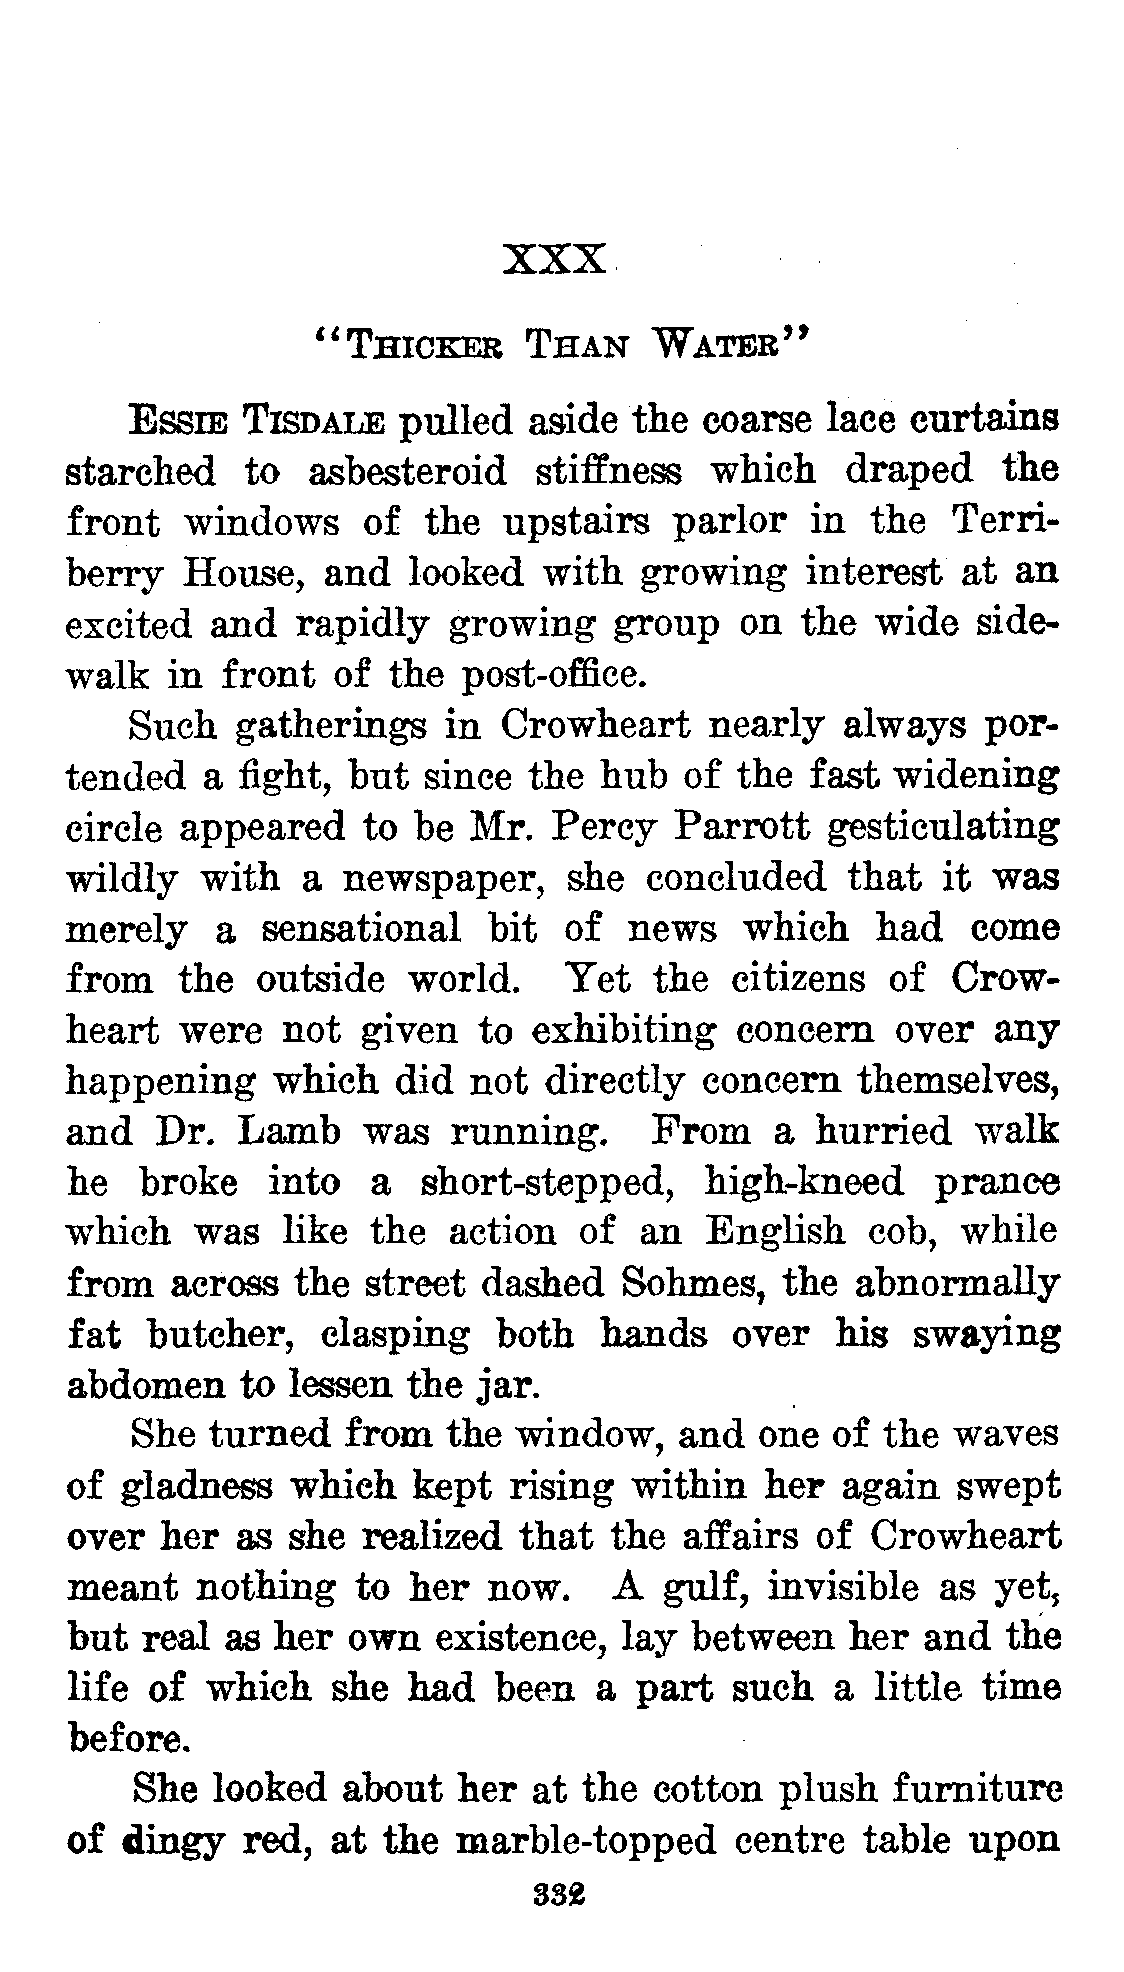 XXX
“Thicker Than Water”
Essie Tisdale pulled aside the coarse lace curtains
starched to asbesteroid stiffness which draped the
front windows of the upstairs parlor in the Terri-
berry House, and looked with growing interest at an
excited and rapidly growing group on the wide side-
walk in front of the post-office.
Such gatherings in Crowheart nearly always por-
tended a fight, but since the hub of the fast widening
circle appeared to be Mr. Percy Parrott gesticulating
wildly with a newspaper, she concluded that it was
merely a sensational bit of news which had come
from the outside world. Yet the citizens of Crow-
heart were not given to exhibiting concern over any
happening which did not directly concern themselves,
and Dr. Lamb was running. From a hurried walk
he broke into a short-stepped, high-kneed prance
which was like the action of an English cob, while
from across the street dashed Sohmes, the abnormally
fat butcher, clasping both hands over his swaying
abdomen to lessen the jar.
She turned from the window, and one of the waves
of gladness which kept rising within her again swept
over her as she realized that the affairs of Crowheart
meant nothing to her now. A gulf, invisible as yet,
but real as her own existence, lay between her and the
life of which she had been a part such a little time
before.
She looked about her at the cotton plush furniture
of dingy red, at the marble-topped centre table upon
332